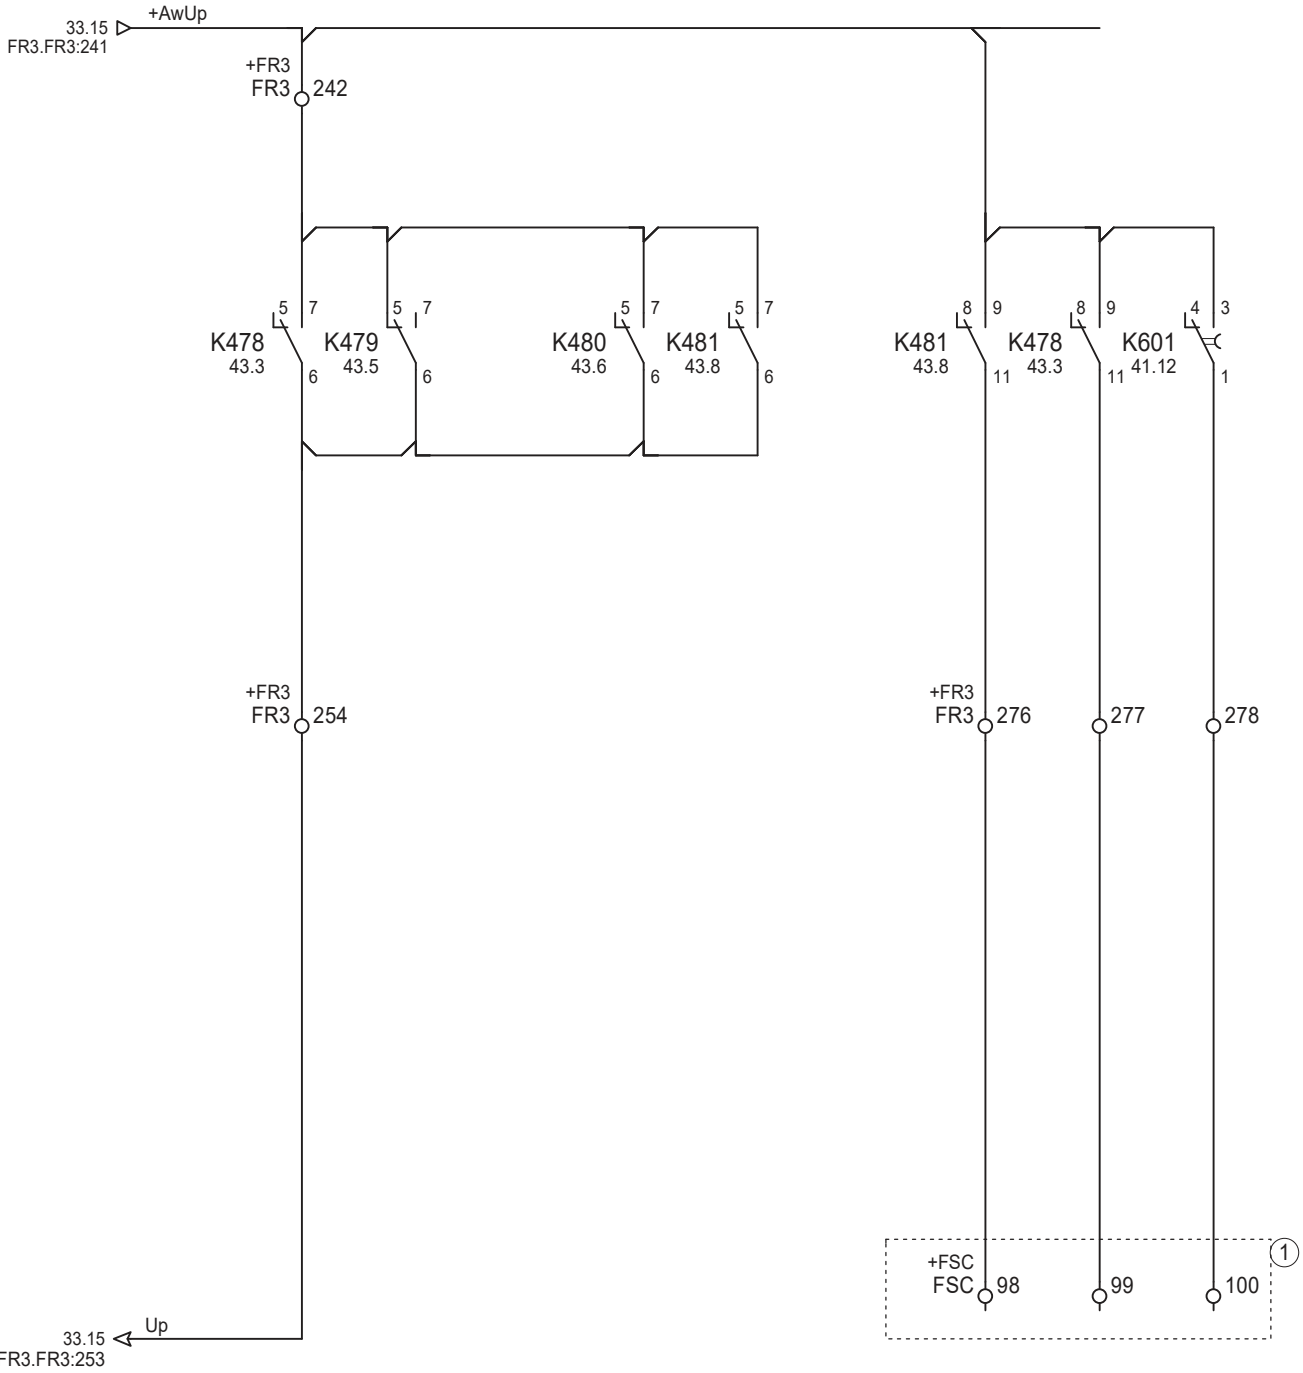 +AwUp
33.15
FR3.FR3:241
+FR3
FR3 242
5 7 5 7 5 7 5 7 8 9 8 9 4 3
K478 K479 K480 K481 K481 K478 K601
43.3 43.5 43.6 43.8 43.8 43.3 41.12
6 6 6 6 11 11 1
+FR3 +FR3
FR3 254 FR3 276 277 278
1
+FSC
FSC 98 99 100
Up
33.15
FR3.FR3:253